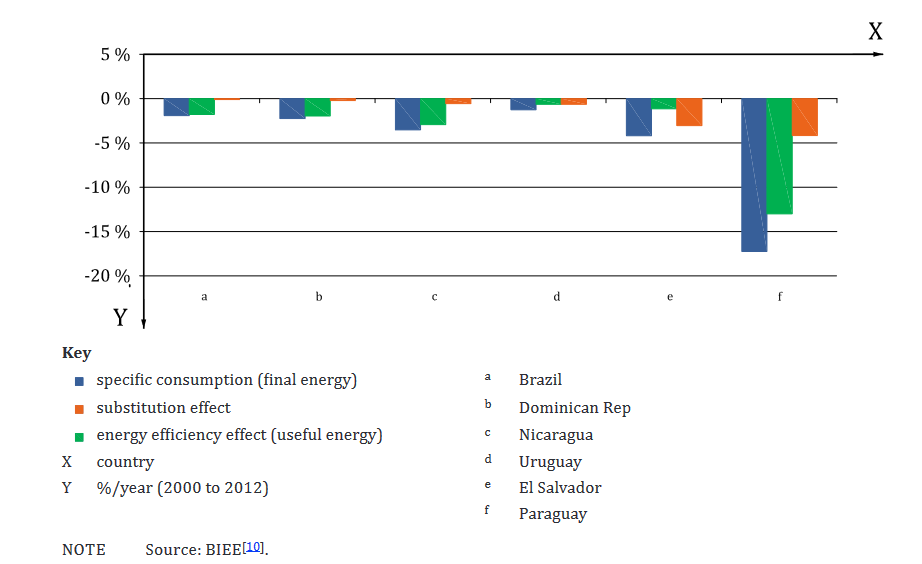 X
5 %
0 %
-5 %
-10 %
-15 %
-20 %
a b c d e f
Y
Key
specific consumption (final energy)
substitution effect
energy efficiency effect (useful energy)
X country
Y %/year (2000 to 2012)
a Brazil
b Dominican Rep
c Nicaragua
d Uruguay
e El Salvador
f Paraguay
NOTE Source: BIEE[10].